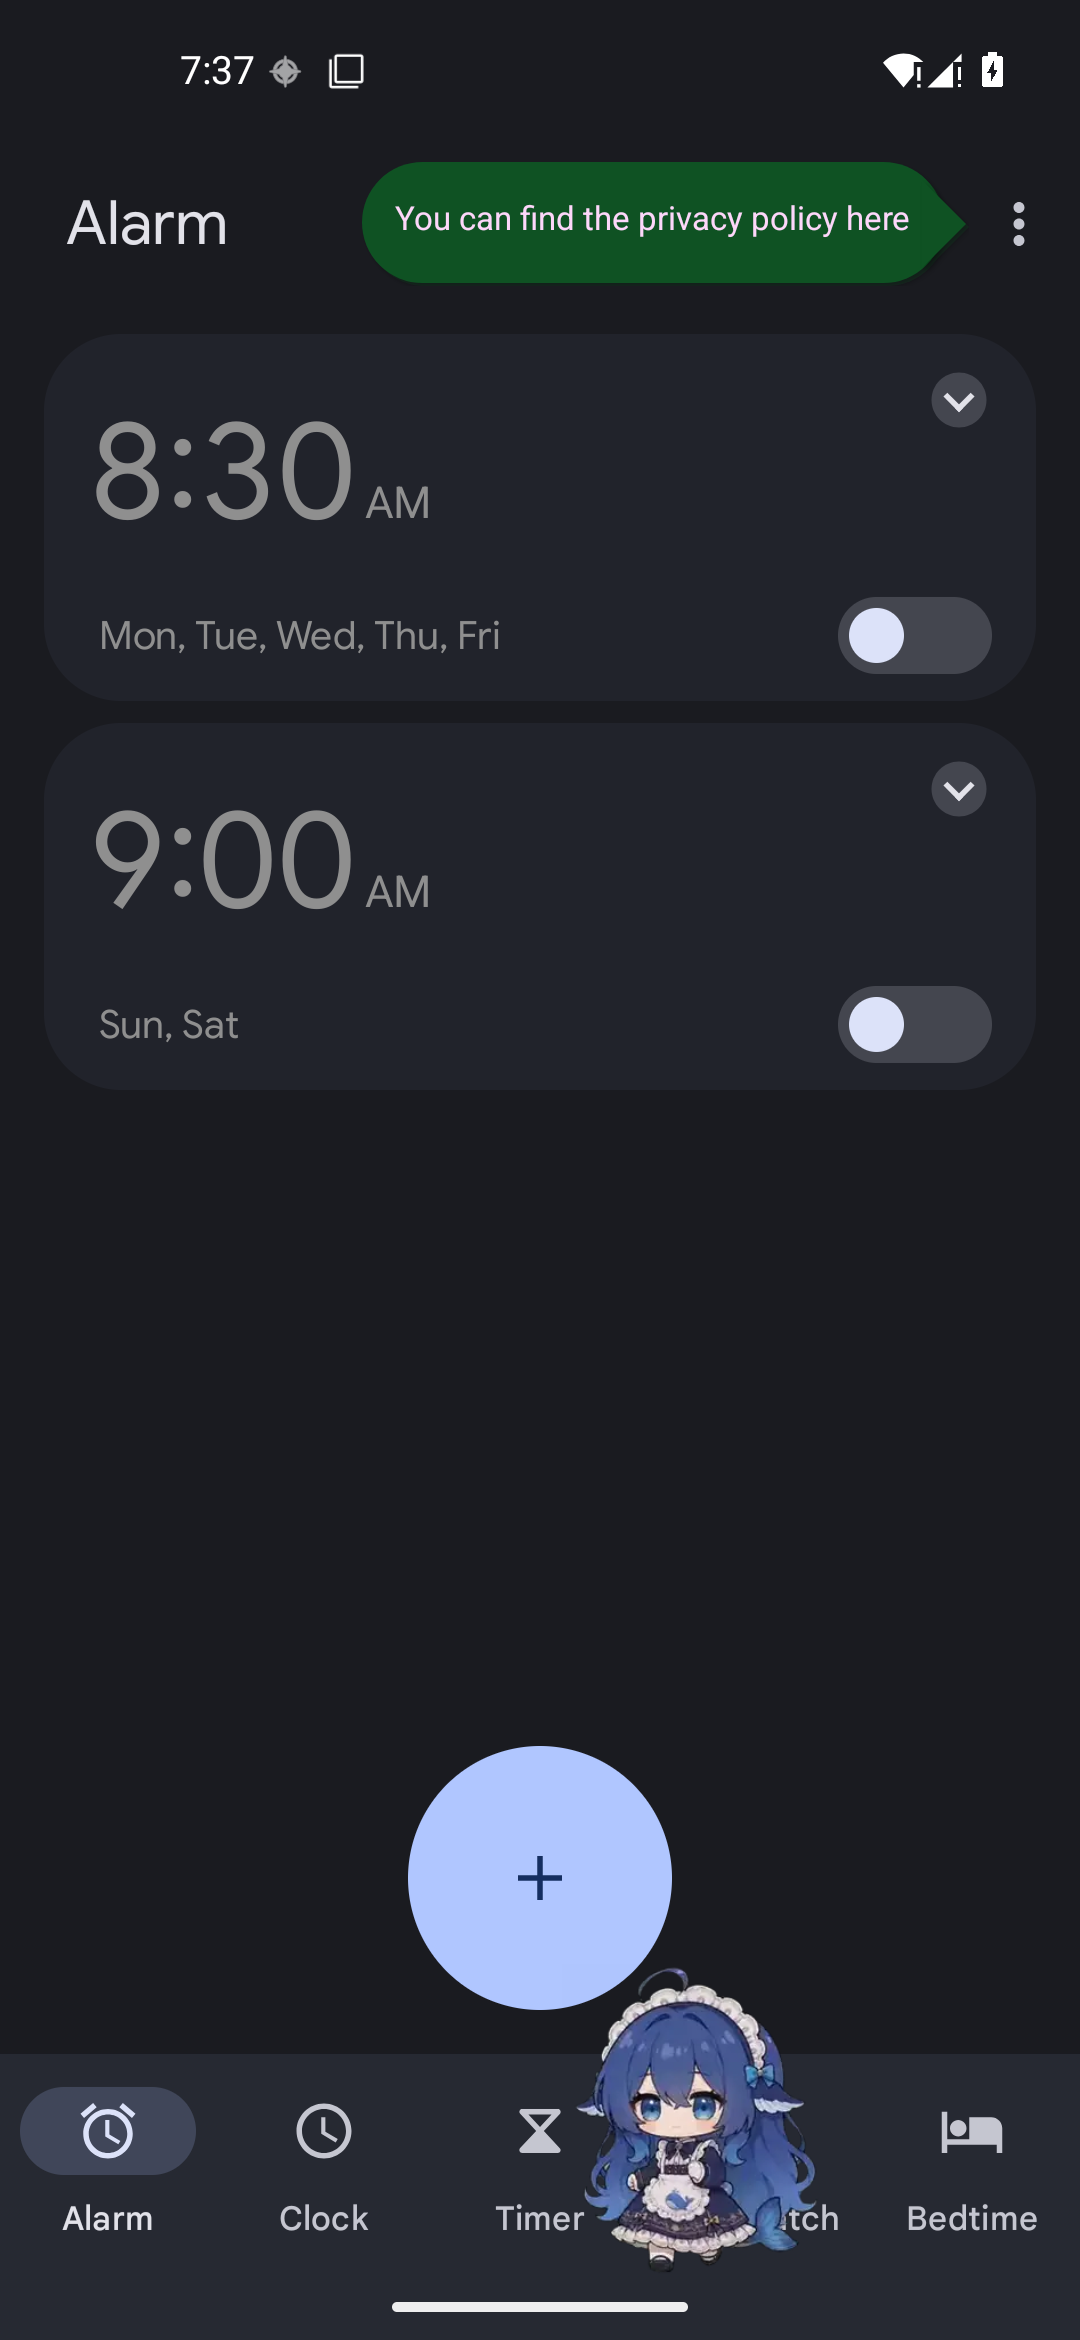 7:37
Alarm
You can find the privacy policy here
8:30 AM
Mon, Tue, Wed, Thu, Fri
9:00 AM
Sun, Sat
Alarm
Clock
Timer
Bedtime